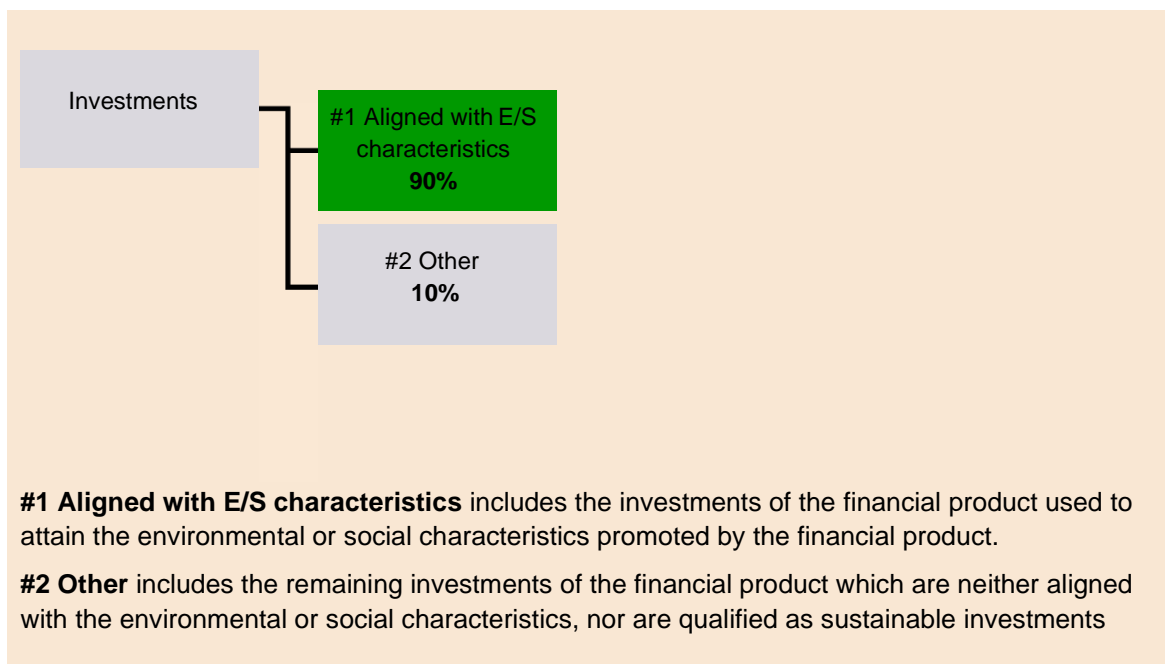 Investments
#1 Aligned with E/S
characteristics
90%
#2 Other
10%
#1 Aligned with E/S characteristics includes the investments of the financial product used to
attain the environmental or social characteristics promoted by the financial product.
#2 Other includes the remaining investments of the financial product which are neither aligned
with the environmental or social characteristics, nor are qualified as sustainable investments